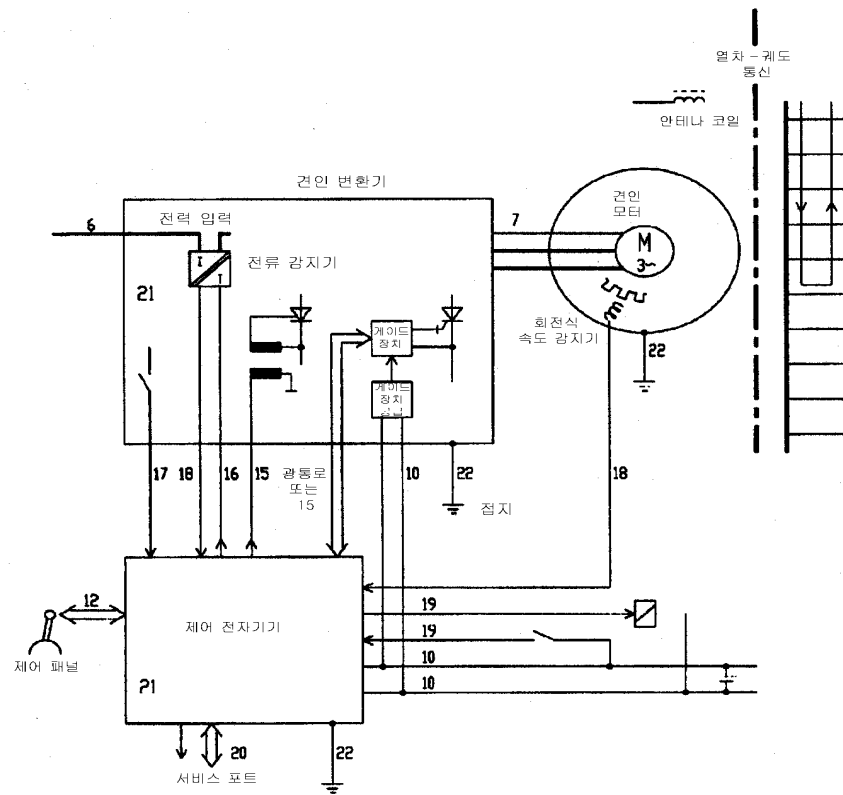 열차-궤도
통신
안테나 코일
견인 변환기
전력 입력
6
7
견인
모터
M
3~
I
I
전류 감지기
21
게이드
장치
회전식
속도 감지기
22
게이드
장치
17
18
16
15
광통로
또는
15
10
22
접지
18
12
제어 전자기기
19
19
10
10
제어 패널
21
20
22
서비스 포트